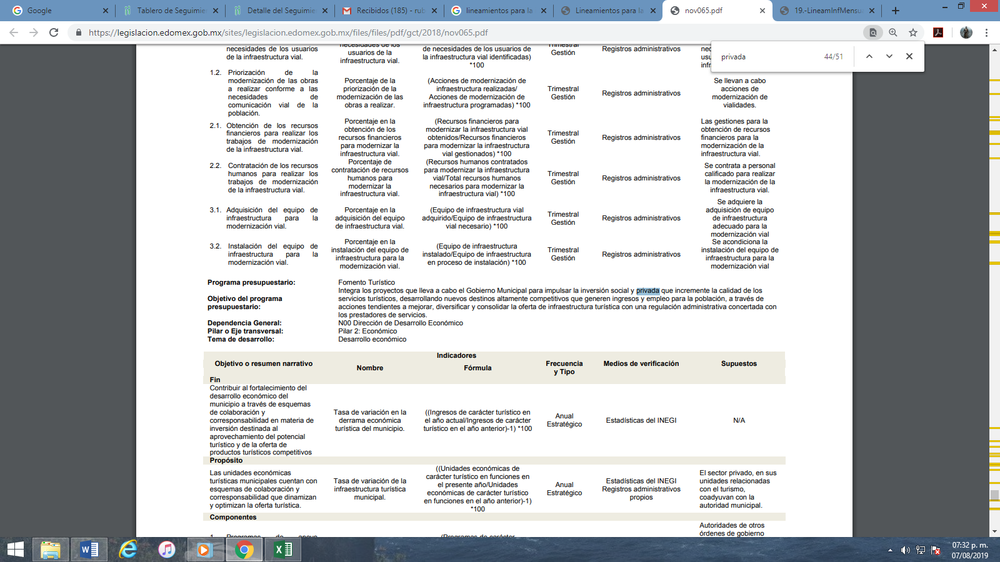 Google
Tablero de Seguimie
Detalle del Seguimie
Recibidos (185) - rub
lineamientos para la
Lineamientos para la
nov065.pdf
19.-LineamInfMensu
https://legislacion.edomex.gob.mx/sites/legislacion.edomex.gob.mx/files/files/pdf/gct/2018/nov065.pdf
privada 44/51
necesidades de los usuarios
de la infraestructura vial.
necesidades de los
usuarios de la
infraestructura vial.
de necesidades de los usuarios de
la infraestructura vial identificadas)
*100
Trimestral
Gestión
Registros administrativos
1.2. Priorización de la
modernización de las obras
a realizar conforme a las
necesidades de
comunicación vial de la
población.
Porcentaje de la
priorización de la
modernización de las
obras a realizar.
(Acciones de modernización de
infraestructura realizadas/
Acciones de modernización de
infraestructura programadas) *100
Trimestral
Gestión
Registros administrativos
Se llevan a cabo
acciones de
modernización de
vialidades.
2.1. Obtención de los recursos
financieros para realizar los
trabajos de modernización
de la infraestructura vial.
Porcentaje en la
obtención de los
recursos financieros
para modernizar la
infraestructura vial.
(Recursos financieros para
modernizar la infraestructura vial
obtenidos/Recursos financieros
para modernizar la infraestructura
vial gestionados) *100
Trimestral
Gestión
Registros administrativos
Las gestiones para la
obtención de recursos
financieros para la
modernización de la
infraestructura vial.
2.2. Contratación de los recursos
humanos para realizar los
trabajos de modernización
de la infraestructura vial.
Porcentaje de
contratación de recursos
humanos para
modernizar la
infraestructura vial.
(Recursos humanos contratados
para modernizar la infraestructura
vial/Total recursos humanos
necesarios para modernizar la
infraestructura vial) *100
Trimestral
Gestión
Registros administrativos
Se contrata a personal
calificado para realizar
la modernización de la
infraestructura vial.
3.1. Adquisición del equipo de
infraestructura para la
modernización vial.
Porcentaje en la
adquisición del equipo
de infraestructura vial.
(Equipo de infraestructura vial
adquirido/Equipo de infraestructura
vial necesario) *100
Trimestral
Gestión
Registros administrativos
Se adquiere la
adquisición de equipo
de infraestructura
adecuado para la
modernización vial
3.2. Instalación del equipo de
infraestructura para la
modernización vial.
Porcentaje en la
instalación del equipo de
infraestructura para la
modernización vial.
(Equipo de infraestructura
instalado/Equipo de infraestructura
en proceso de instalación) *100
Trimestral
Gestión
Registros administrativos
Se acondiciona la
instalación del equipo de
infraestructura para la
modernización vial
Programa presupuestario: Fomento Turístico
Objetivo del programa
presupuestario:
Integra los proyectos que lleva a cabo el Gobierno Municipal para impulsar la inversión social y privada que incremente la calidad de los
servicios turísticos, desarrollando nuevos destinos altamente competitivos que generen ingresos y empleo para la población, a través de
acciones tendientes a mejorar, diversificar y consolidar la oferta de infraestructura turística con una regulación administrativa concertada con
los prestadores de servicios.
Dependencia General: N00 Dirección de Desarrollo Económico
Pilar o Eje transversal: Pilar 2: Económico
Tema de desarrollo: Desarrollo económico
Objetivo o resumen narrativo
Indicadores
Nombre
Fórmula
Frecuencia
y Tipo
Medios de verificación
Supuestos
Fin
Contribuir al fortalecimiento del
desarrollo económico del
municipio a través de esquemas
de colaboración y
corresponsabilidad en materia de
inversión destinada al
aprovechamiento del potencial
turístico y de la oferta de
productos turísticos competitivos
Tasa de variación en la
derrama económica
turística del municipio.
((Ingresos de carácter turístico en
el año actual/Ingresos de carácter
turístico en el año anterior)-1) *100
Anual
Estratégico
Estadísticas del INEGI
N/A
Propósito
Las unidades económicas
turísticas municipales cuentan con
esquemas de colaboración y
corresponsabilidad que dinamizan
y optimizan la oferta turística.
Tasa de variación de la
infraestructura turística
municipal.
((Unidades económicas de
carácter turístico en funciones en
el presente año/Unidades
económicas de carácter turístico
en funciones en el año anterior)-1)
*100
Anual
Estratégico
Estadísticas del INEGI
Registros administrativos
propios
El sector privado, en sus
unidades relacionadas
con el turismo,
coadyuvan con la
autoridad municipal.
Componentes
1. Programas de apoyo
(Programas de carácter
Autoridades de otros
órdenes de gobierno
07:32 p. m.
07/08/2019